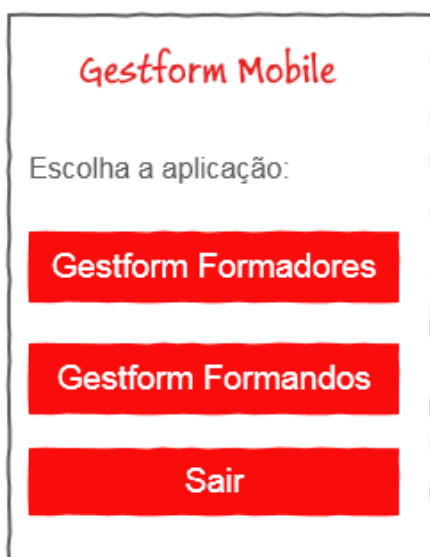 Gestform Mobile
Escolha a aplicação:
Gestform Formadores
Gestform Formandos
Sair